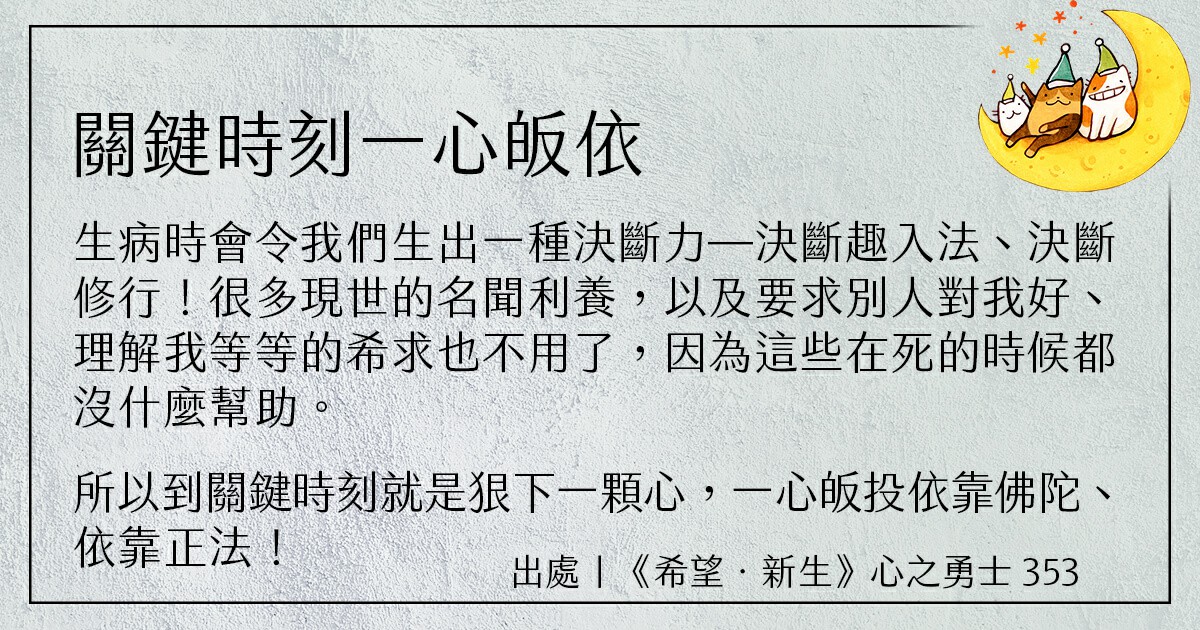 關鍵時刻一心皈依
生病時會令我們生出一種決斷力—決斷趣入法、決斷
修行！很多現世的名聞利養，以及要求別人對我好、
理解我等等的希求也不用了，因為這些在死的時候都
沒什麼幫助。
所以到關鍵時刻就是狠下一顆心，一心皈投依靠佛陀、
依靠正法！
出處｜《希望．新生》心之勇士 353